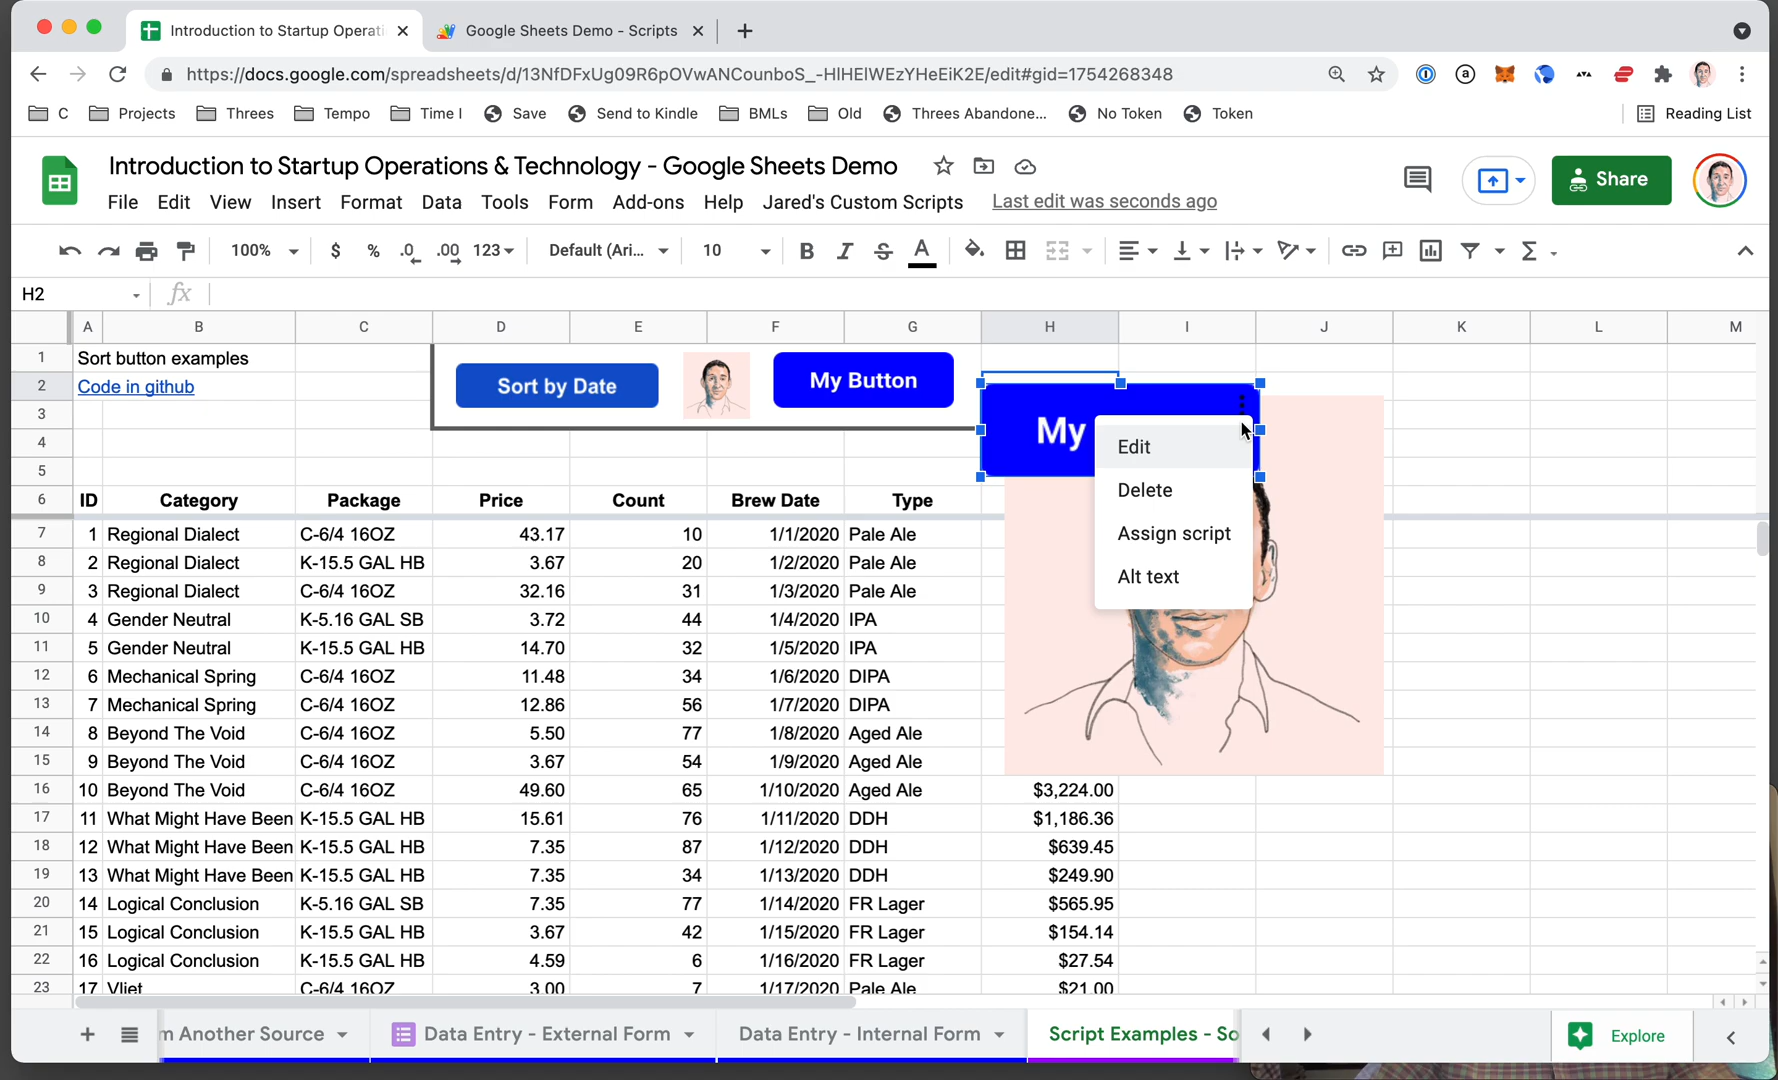 Introduction to Startup Operati
Google Sheets Demo - Scripts
https://docs.google.com/spreadsheets/d/13NfDFxUg09R6pOVwANCounboS_-HIHElWEzYHeEiK2E/edit#gid=1754268348
C Projects Threes Tempo Time I Save Send to Kindle BMLs Old Threes Abandone... No Token Token Reading List
Introduction to Startup Operations & Technology - Google Sheets Demo
Share
File Edit View Insert Format Data Tools Form Add-ons Help Jared's Custom Scripts Last edit was seconds ago
100% $ % .0 .00 123 Default (Ari... 10 B I S A
H2 fx
A B C D E F G H I J K L M
1 Sort button examples
Sort by Date
My Button
2 Code in github
3
My
4
Edit
5
Delete
6 ID Category Package Price Count Brew Date Type
Assign script
Alt text
7 1 Regional Dialect C-6/4 16OZ 43.17 10 1/1/2020 Pale Ale
8 2 Regional Dialect K-15.5 GAL HB 3.67 20 1/2/2020 Pale Ale
9 3 Regional Dialect C-6/4 16OZ 32.16 31 1/3/2020 Pale Ale
10 4 Gender Neutral K-5.16 GAL SB 3.72 44 1/4/2020 IPA
11 5 Gender Neutral K-15.5 GAL HB 14.70 32 1/5/2020 IPA
12 6 Mechanical Spring C-6/4 16OZ 11.48 34 1/6/2020 DIPA
13 7 Mechanical Spring C-6/4 16OZ 12.86 56 1/7/2020 DIPA
14 8 Beyond The Void C-6/4 16OZ 5.50 77 1/8/2020 Aged Ale
15 9 Beyond The Void C-6/4 16OZ 3.67 54 1/9/2020 Aged Ale
16 10 Beyond The Void C-6/4 16OZ 49.60 65 1/10/2020 Aged Ale $3,224.00
17 11 What Might Have Been K-15.5 GAL HB 15.61 76 1/11/2020 DDH $1,186.36
18 12 What Might Have Been K-15.5 GAL HB 7.35 87 1/12/2020 DDH $639.45
19 13 What Might Have Been K-15.5 GAL HB 7.35 34 1/13/2020 DDH $249.90
20 14 Logical Conclusion K-5.16 GAL SB 7.35 77 1/14/2020 FR Lager $565.95
21 15 Logical Conclusion K-15.5 GAL HB 3.67 42 1/15/2020 FR Lager $154.14
22 16 Logical Conclusion K-15.5 GAL HB 4.59 6 1/16/2020 FR Lager $27.54
23 17 Vliet C-6/4 16OZ 3.00 7 1/17/2020 Pale Ale $21.00
m Another Source Data Entry - External Form Data Entry - Internal Form Script Examples - So Explore